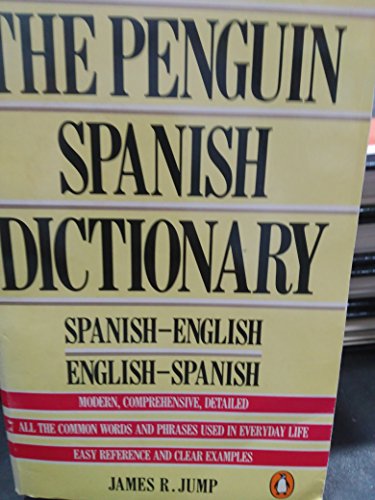 THE PENGUIN
SPANISH
DICTIONARY
SPANISH–ENGLISH
ENGLISH–SPANISH
MODERN, COMPREHENSIVE, DETAILED
ALL THE COMMON WORDS AND PHRASES USED IN EVERYDAY LIFE
EASY REFERENCE AND CLEAR EXAMPLES
JAMES R. JUMP